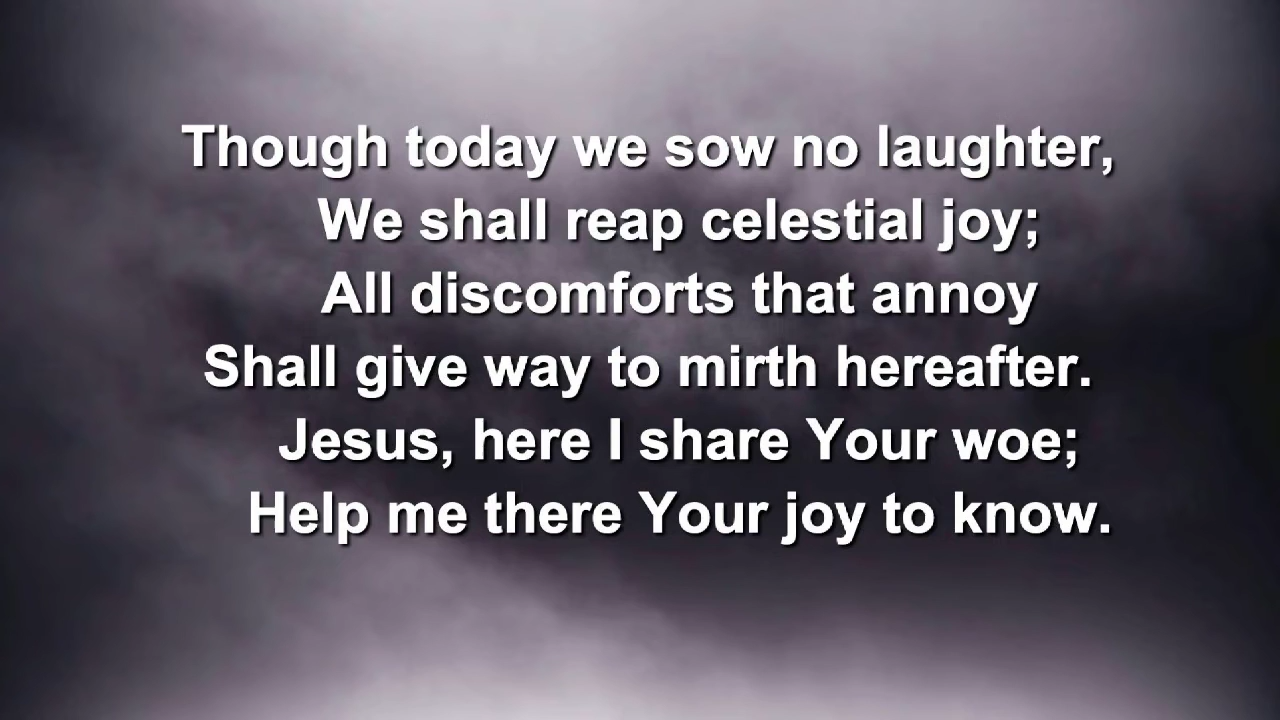 Though today we sow no laughter,
We shall reap celestial joy;
All discomforts that annoy
Shall give way to mirth hereafter.
Jesus, here I share Your woe;
Help me there Your joy to know.